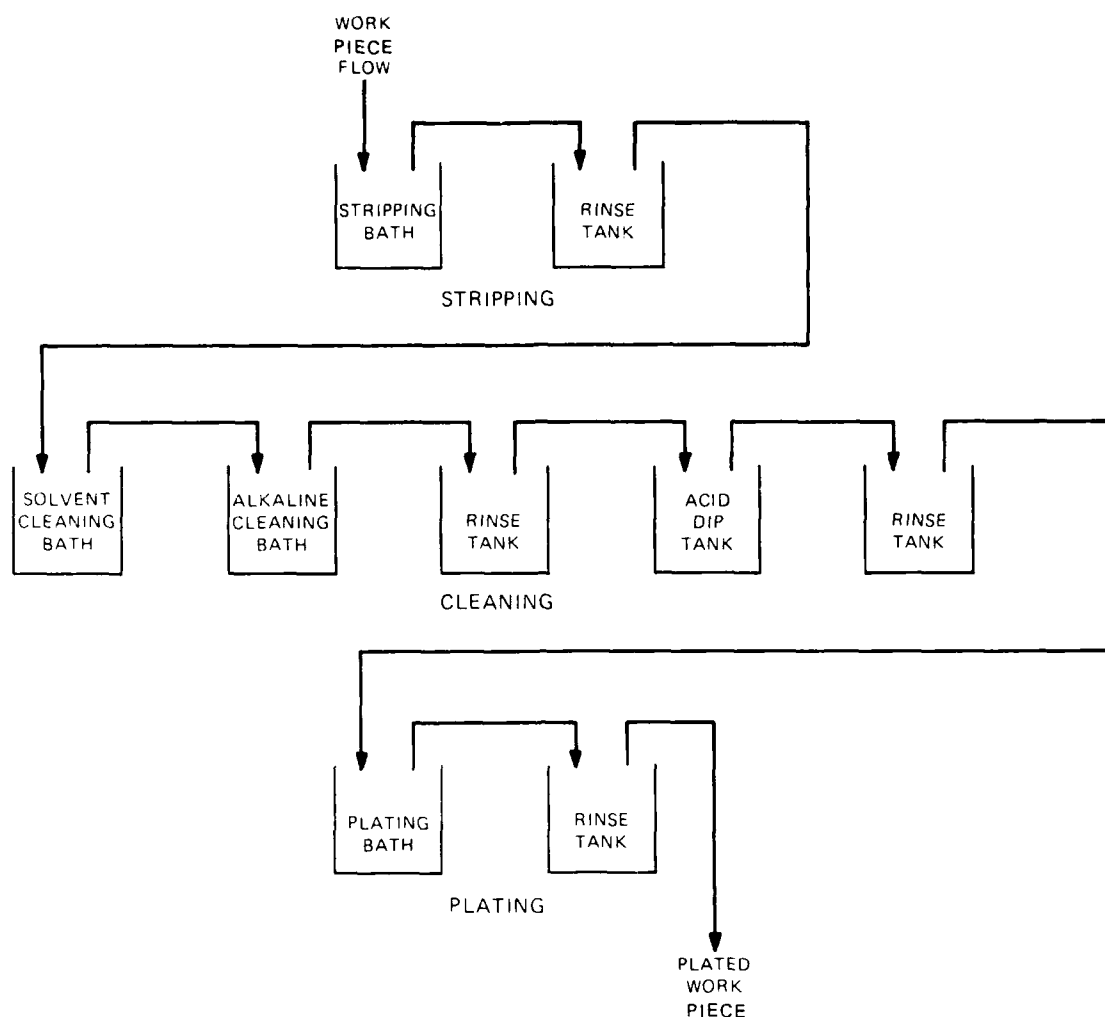 WORK
PIECE
FLOW
STRIPPING
BATH
RINSE
TANK
STRIPPING
SOLVENT
CLEANING
BATH
ALKALINE
CLEANING
BATH
RINSE
TANK
ACID
DIP
TANK
RINSE
TANK
CLEANING
PLATING
BATH
RINSE
TANK
PLATING
PLATED
WORK
PIECE